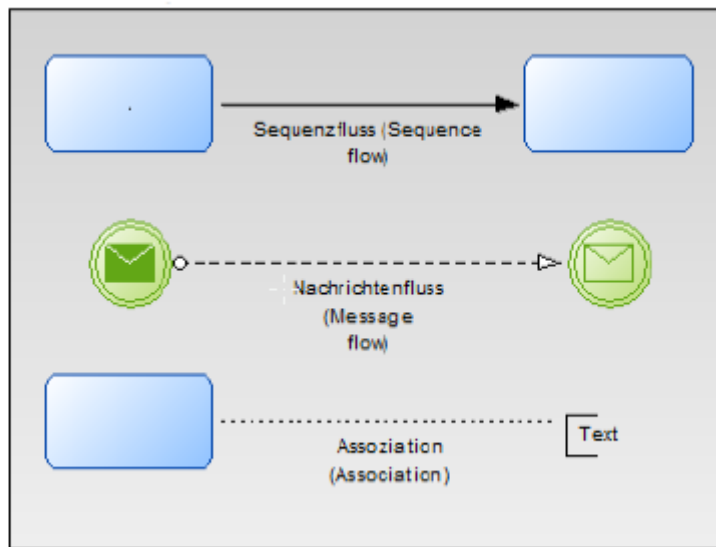 Sequenzfluss (Sequence
flow)
Nachrichtenfluss
(Message
flow)
Assoziation
(Association)
Text